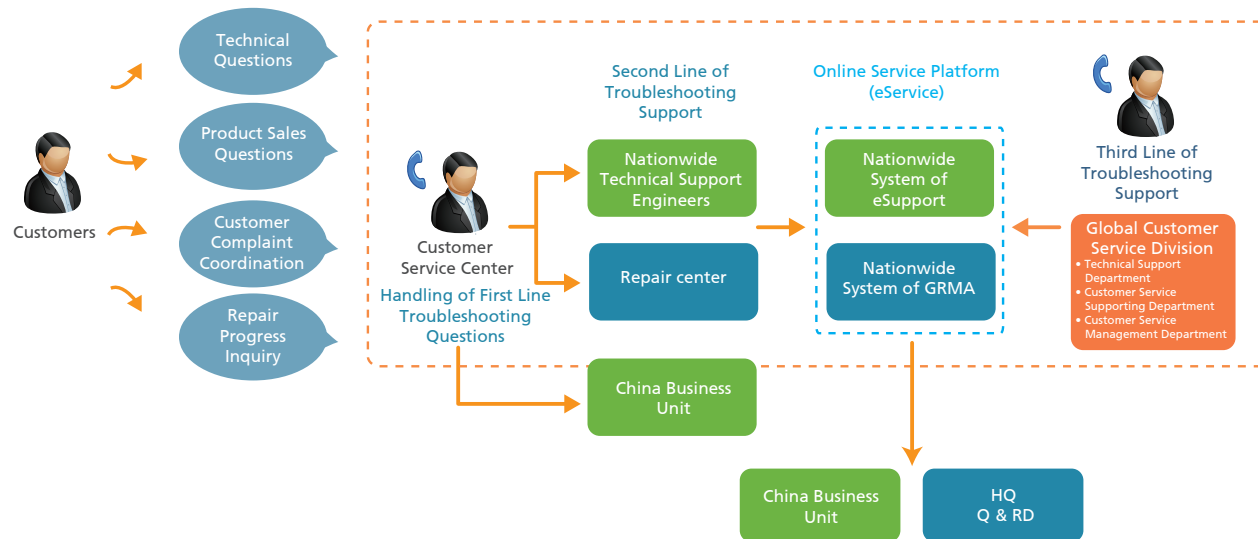 Customers
Technical
Questions
Product Sales
Questions
Customer
Complaint
Coordination
Repair
Progress
Inquiry
Customer
Service Center
Handling of First Line
Troubleshooting
Questions
Second Line of
Troubleshooting
Support
Nationwide
Technical Support
Engineers
Repair center
China Business
Unit
Online Service Platform
(eService)
Nationwide
System of
eSupport
Nationwide
System of GRMA
Third Line of
Troubleshooting
Support
Global Customer
Service Division
• Technical Support
Department
• Customer Service
Supporting Department
• Customer Service
Management Department
China Business
Unit
HQ
Q & RD